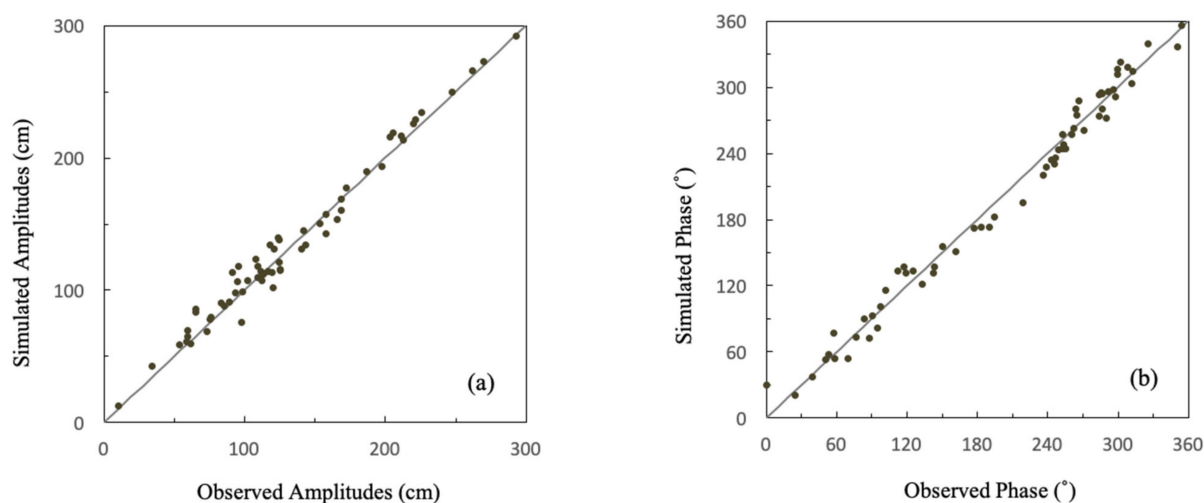 300
200
100
0
0 100 200 300
Simulated Amplitudes (cm)
Observed Amplitudes (cm)
(a)
360
300
240
180
120
60
0
0 60 120 180 240 300 360
Simulated Phase (°)
Observed Phase (°)
(b)